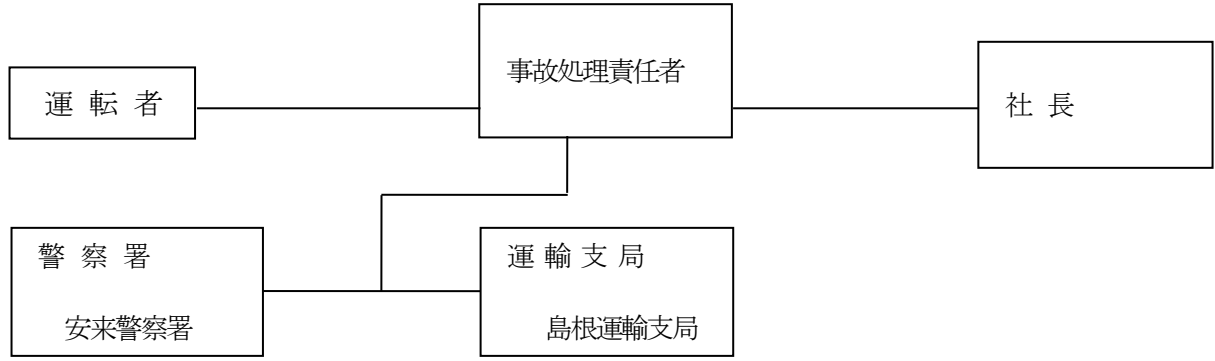 事故処理責任者
運 転 者
社 長
警 察 署
安来警察署
運 輸 支 局
島根運輸支局